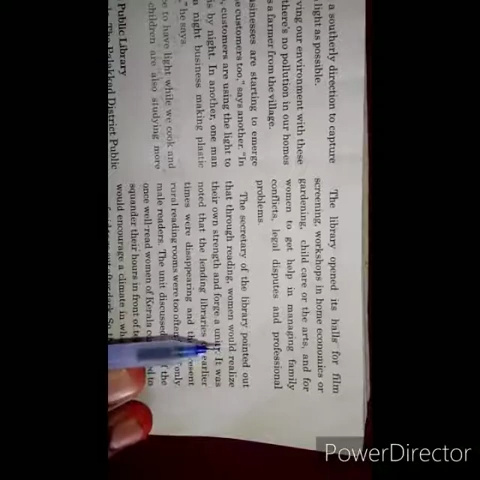 a southerly direction to capture
light as possible.
ving our environment with these
there's no pollution in our homes
s a farmer from the village.
usinesses are starting to emerge
e customers too," says another. "In
, customers are using the light to
is by night. In another, one man
n night business making plastic
," he says.
e to have light while we cook and
children are also studying more
Public Library
The Palakkad District Public
The library opened its halls for film
screening, workshops in home economics or
gardening, child care or the arts, and for
women to get help in managing family
conflicts, legal disputes and professional
problems.
The secretary of the library pointed out
that through reading, women would realize
their own strength and forge a unity. It was
noted that the lending libraries of earlier
times were disappearing and the present
rural reading rooms were too often only
male readers. The unit discussed the
once well read women of Kerala to
squander their hours in front of
would encourage a climate in
PowerDirector